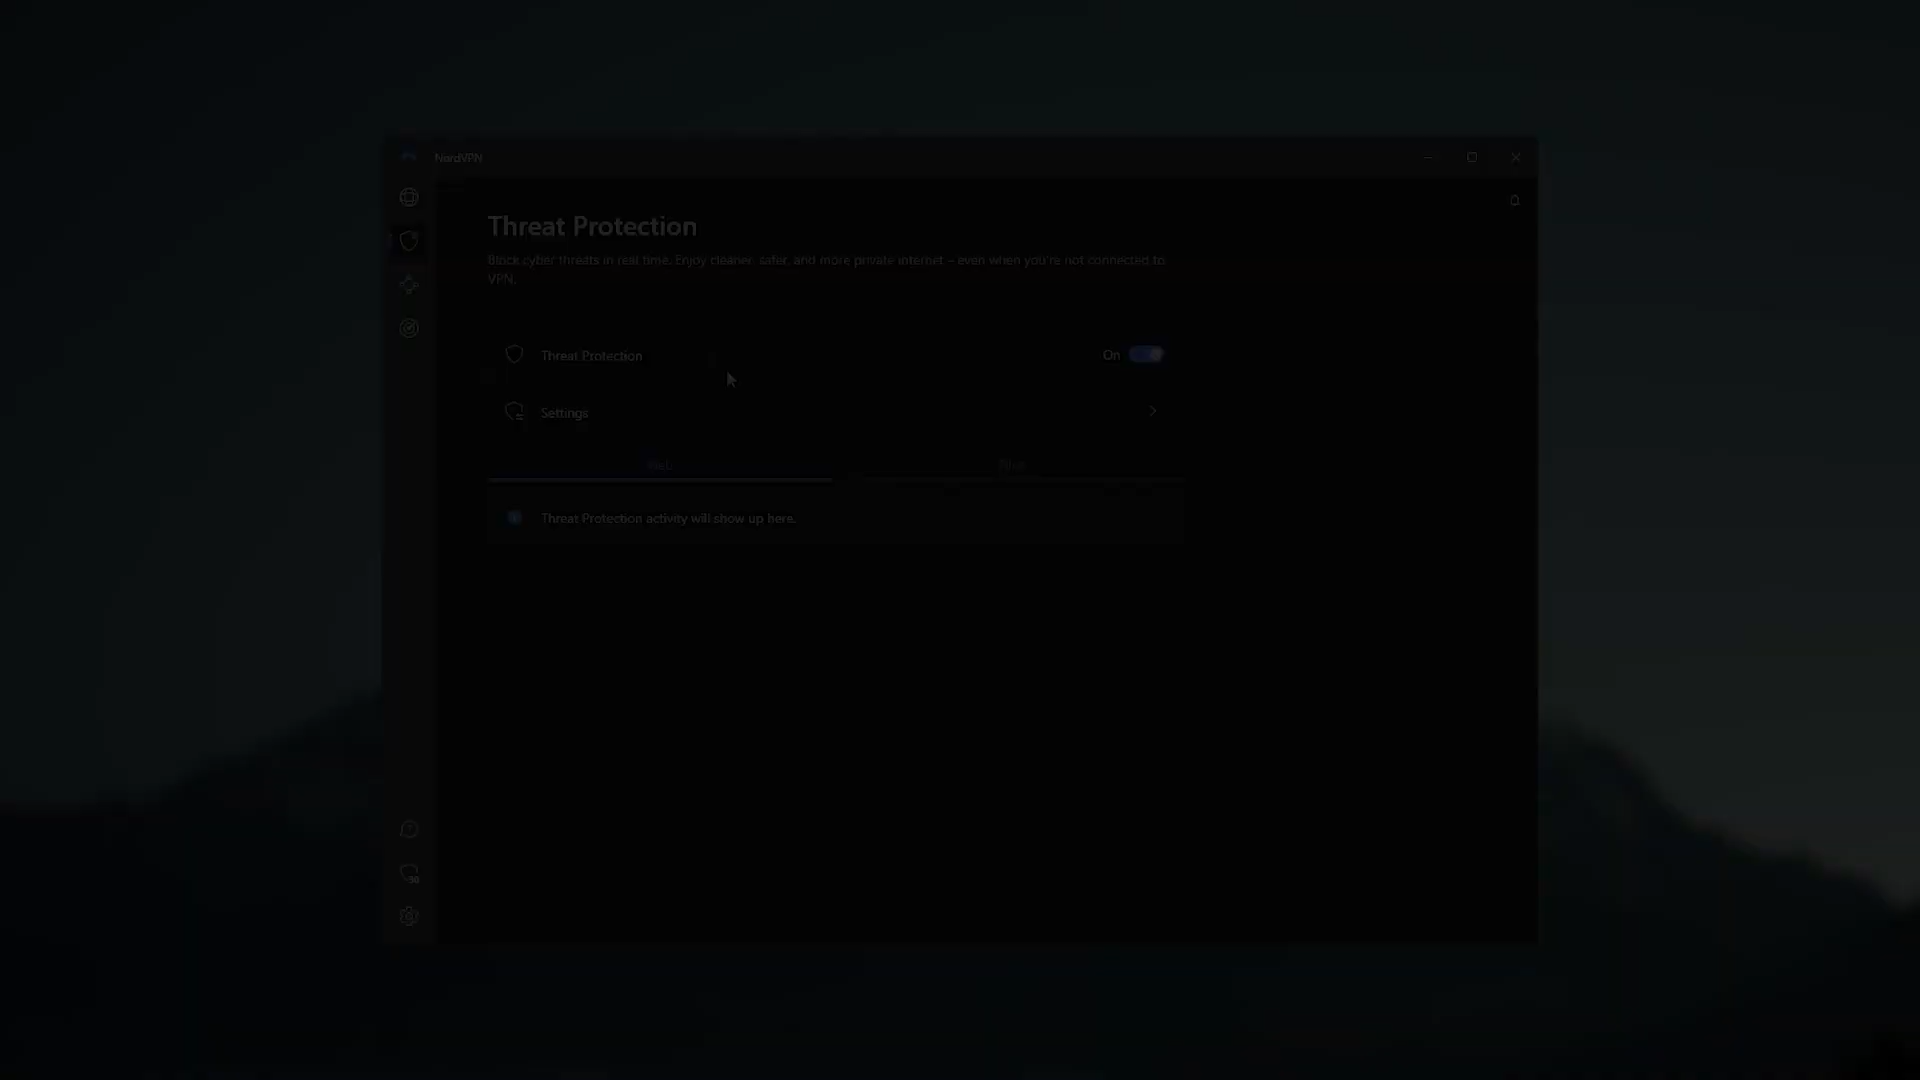 NordVPN
Threat Protection
Block cyber threats in real time. Enjoy cleaner, safer, and more private internet – even when you're not connected to
VPN.
Threat Protection
On
Settings
Threat Protection activity will show up here.